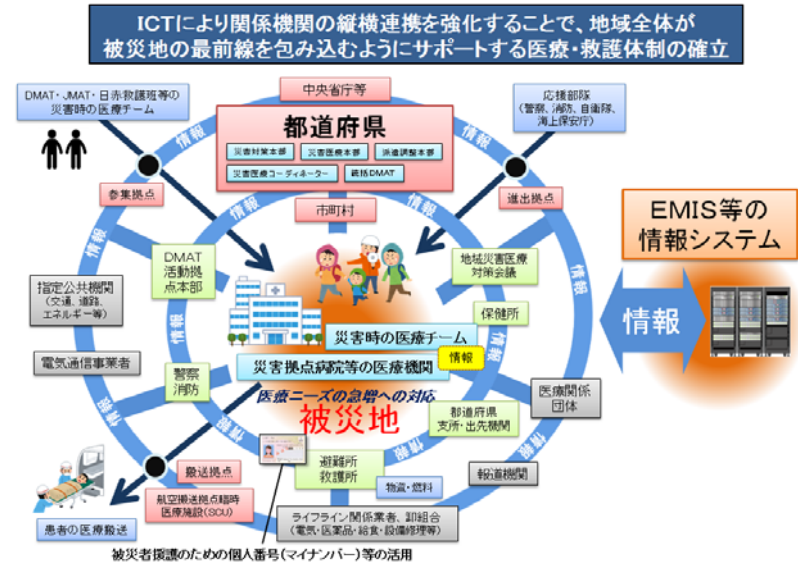 ICTにより関係機関の縦横連携を強化することで、地域全体が
被災地の最前線を包み込むようにサポートする医療・救護体制の確立
DMAT・JMAT・日赤救護班等の
災害時の医療チーム
中央省庁等
応援部隊
(警察、消防、自衛隊、
海上保安庁)
都道府県
災害対策本部
災害医療本部
派遣調整本部
災害医療コーディネーター
統括DMAT
情報
情報
参集拠点
市町村
進出拠点
情報
情報
EMIS等の
情報システム
情報
情報
DMAT
活動拠
点本部
地域災害医療
対策会議
情報
指定公共機関
(交通、道路、
エネルギー等)
保健所
情報
情報
災害時の医療チーム
情報
電気通信事業者
情報
災害拠点病院等の医療機関
警察
消防
医療ニーズの急増への対応
被災地
医療関係
団体
都道府県
支所・出先機関
情報
情報
情報
情報
搬送拠点
避難所
救護所
報道機関
物資・燃料
航空搬送拠点臨時
医療施設(SCU)
患者の医療搬送
ライフライン関係業者、卸組合
(電気・医薬品・給食・設備修理等)
被災者援護のための個人番号(マイナンバー)等の活用